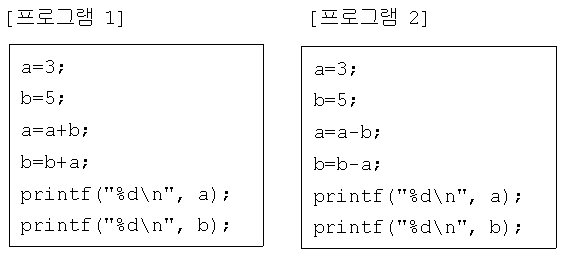 [프로그램 1]
a=3;
b=5;
a=a+b;
b=b+a;
printf("%d\n", a);
printf("%d\n", b);
[프로그램 2]
a=3;
b=5;
a=a-b;
b=b-a;
printf("%d\n", a);
printf("%d\n", b);